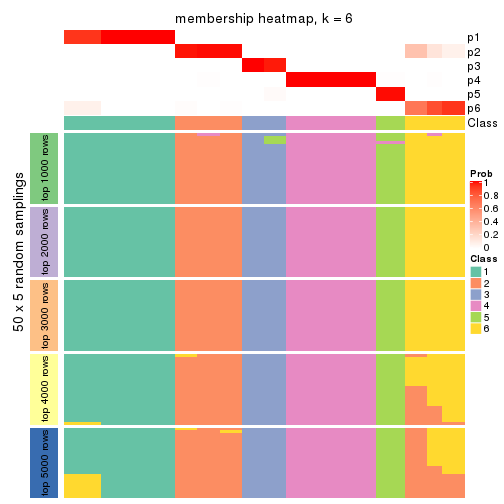 membership heatmap, k = 6
p1
p2
p3
p4
p5
p6
Class
50 x 5 random samplings
top 1000 rows
top 2000 rows
top 3000 rows
top 4000 rows
top 5000 rows
Prob
1
0.8
0.6
0.4
0.2
0
Class
1
2
3
4
5
6